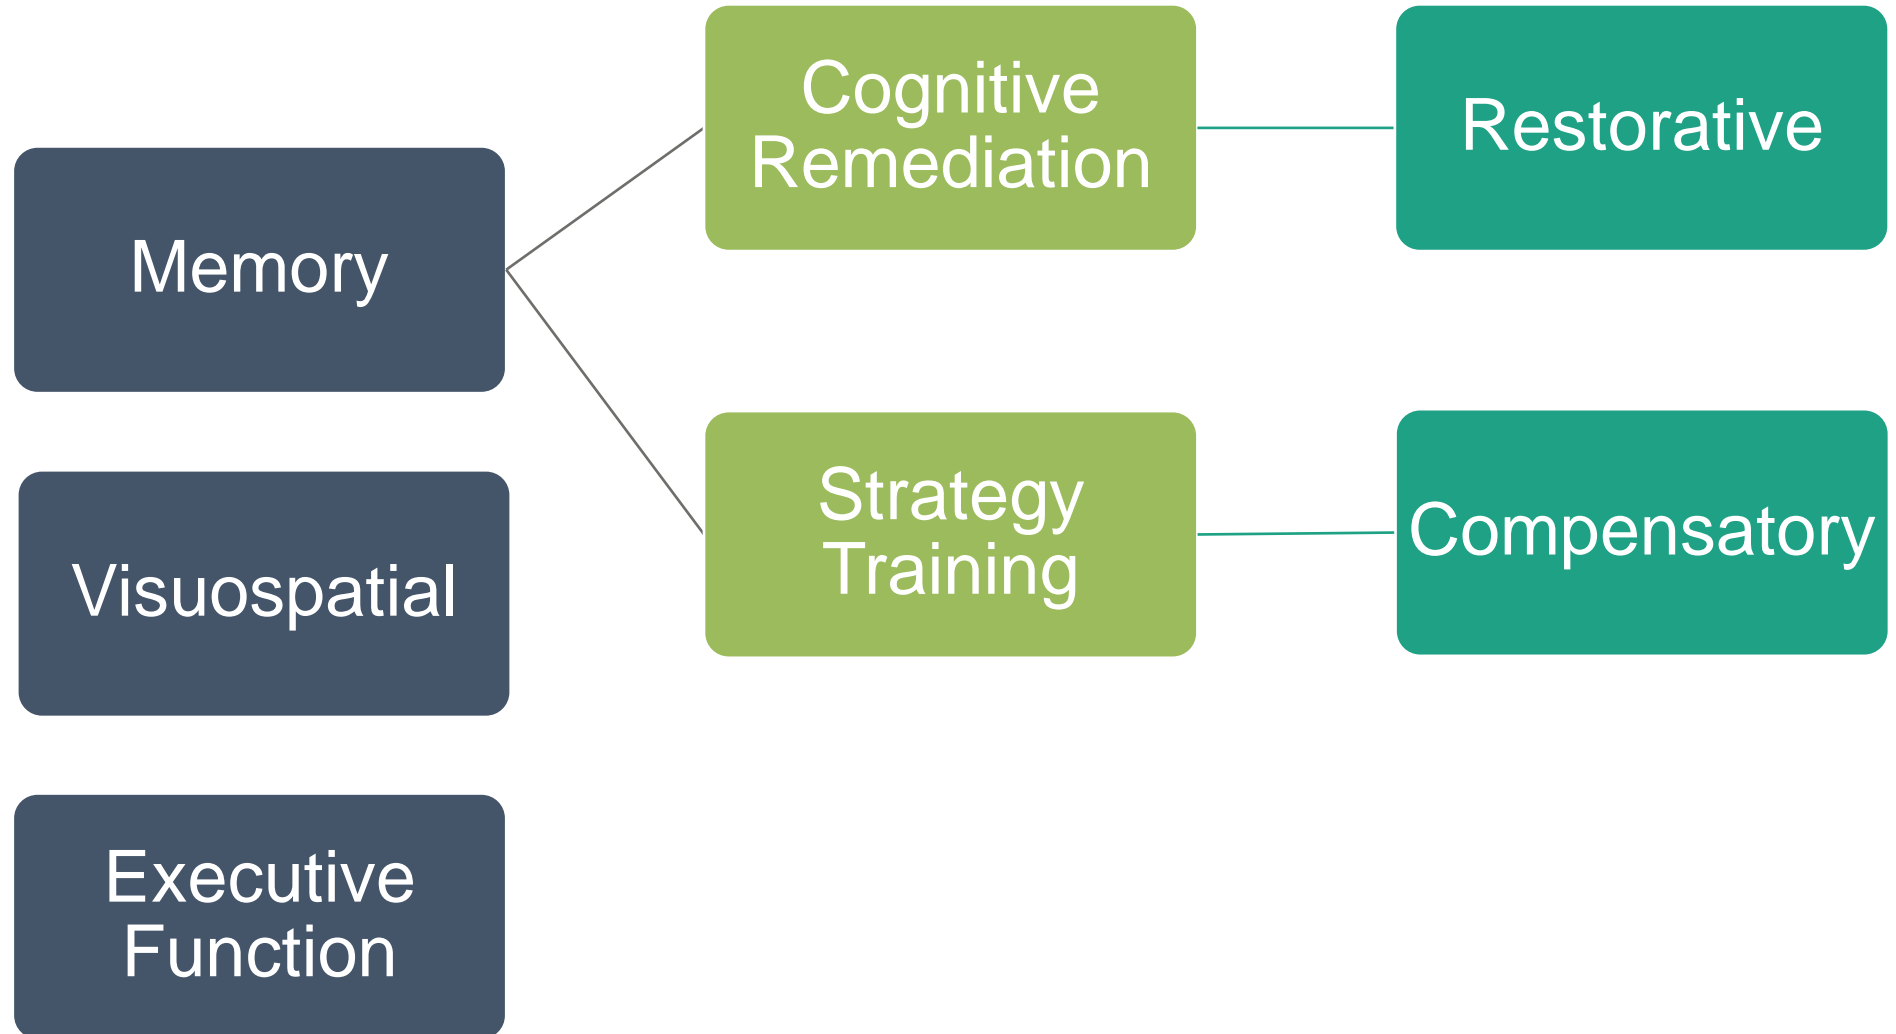 Memory
Cognitive
Remediation
Restorative
Strategy
Training
Compensatory
Visuospatial
Executive
Function